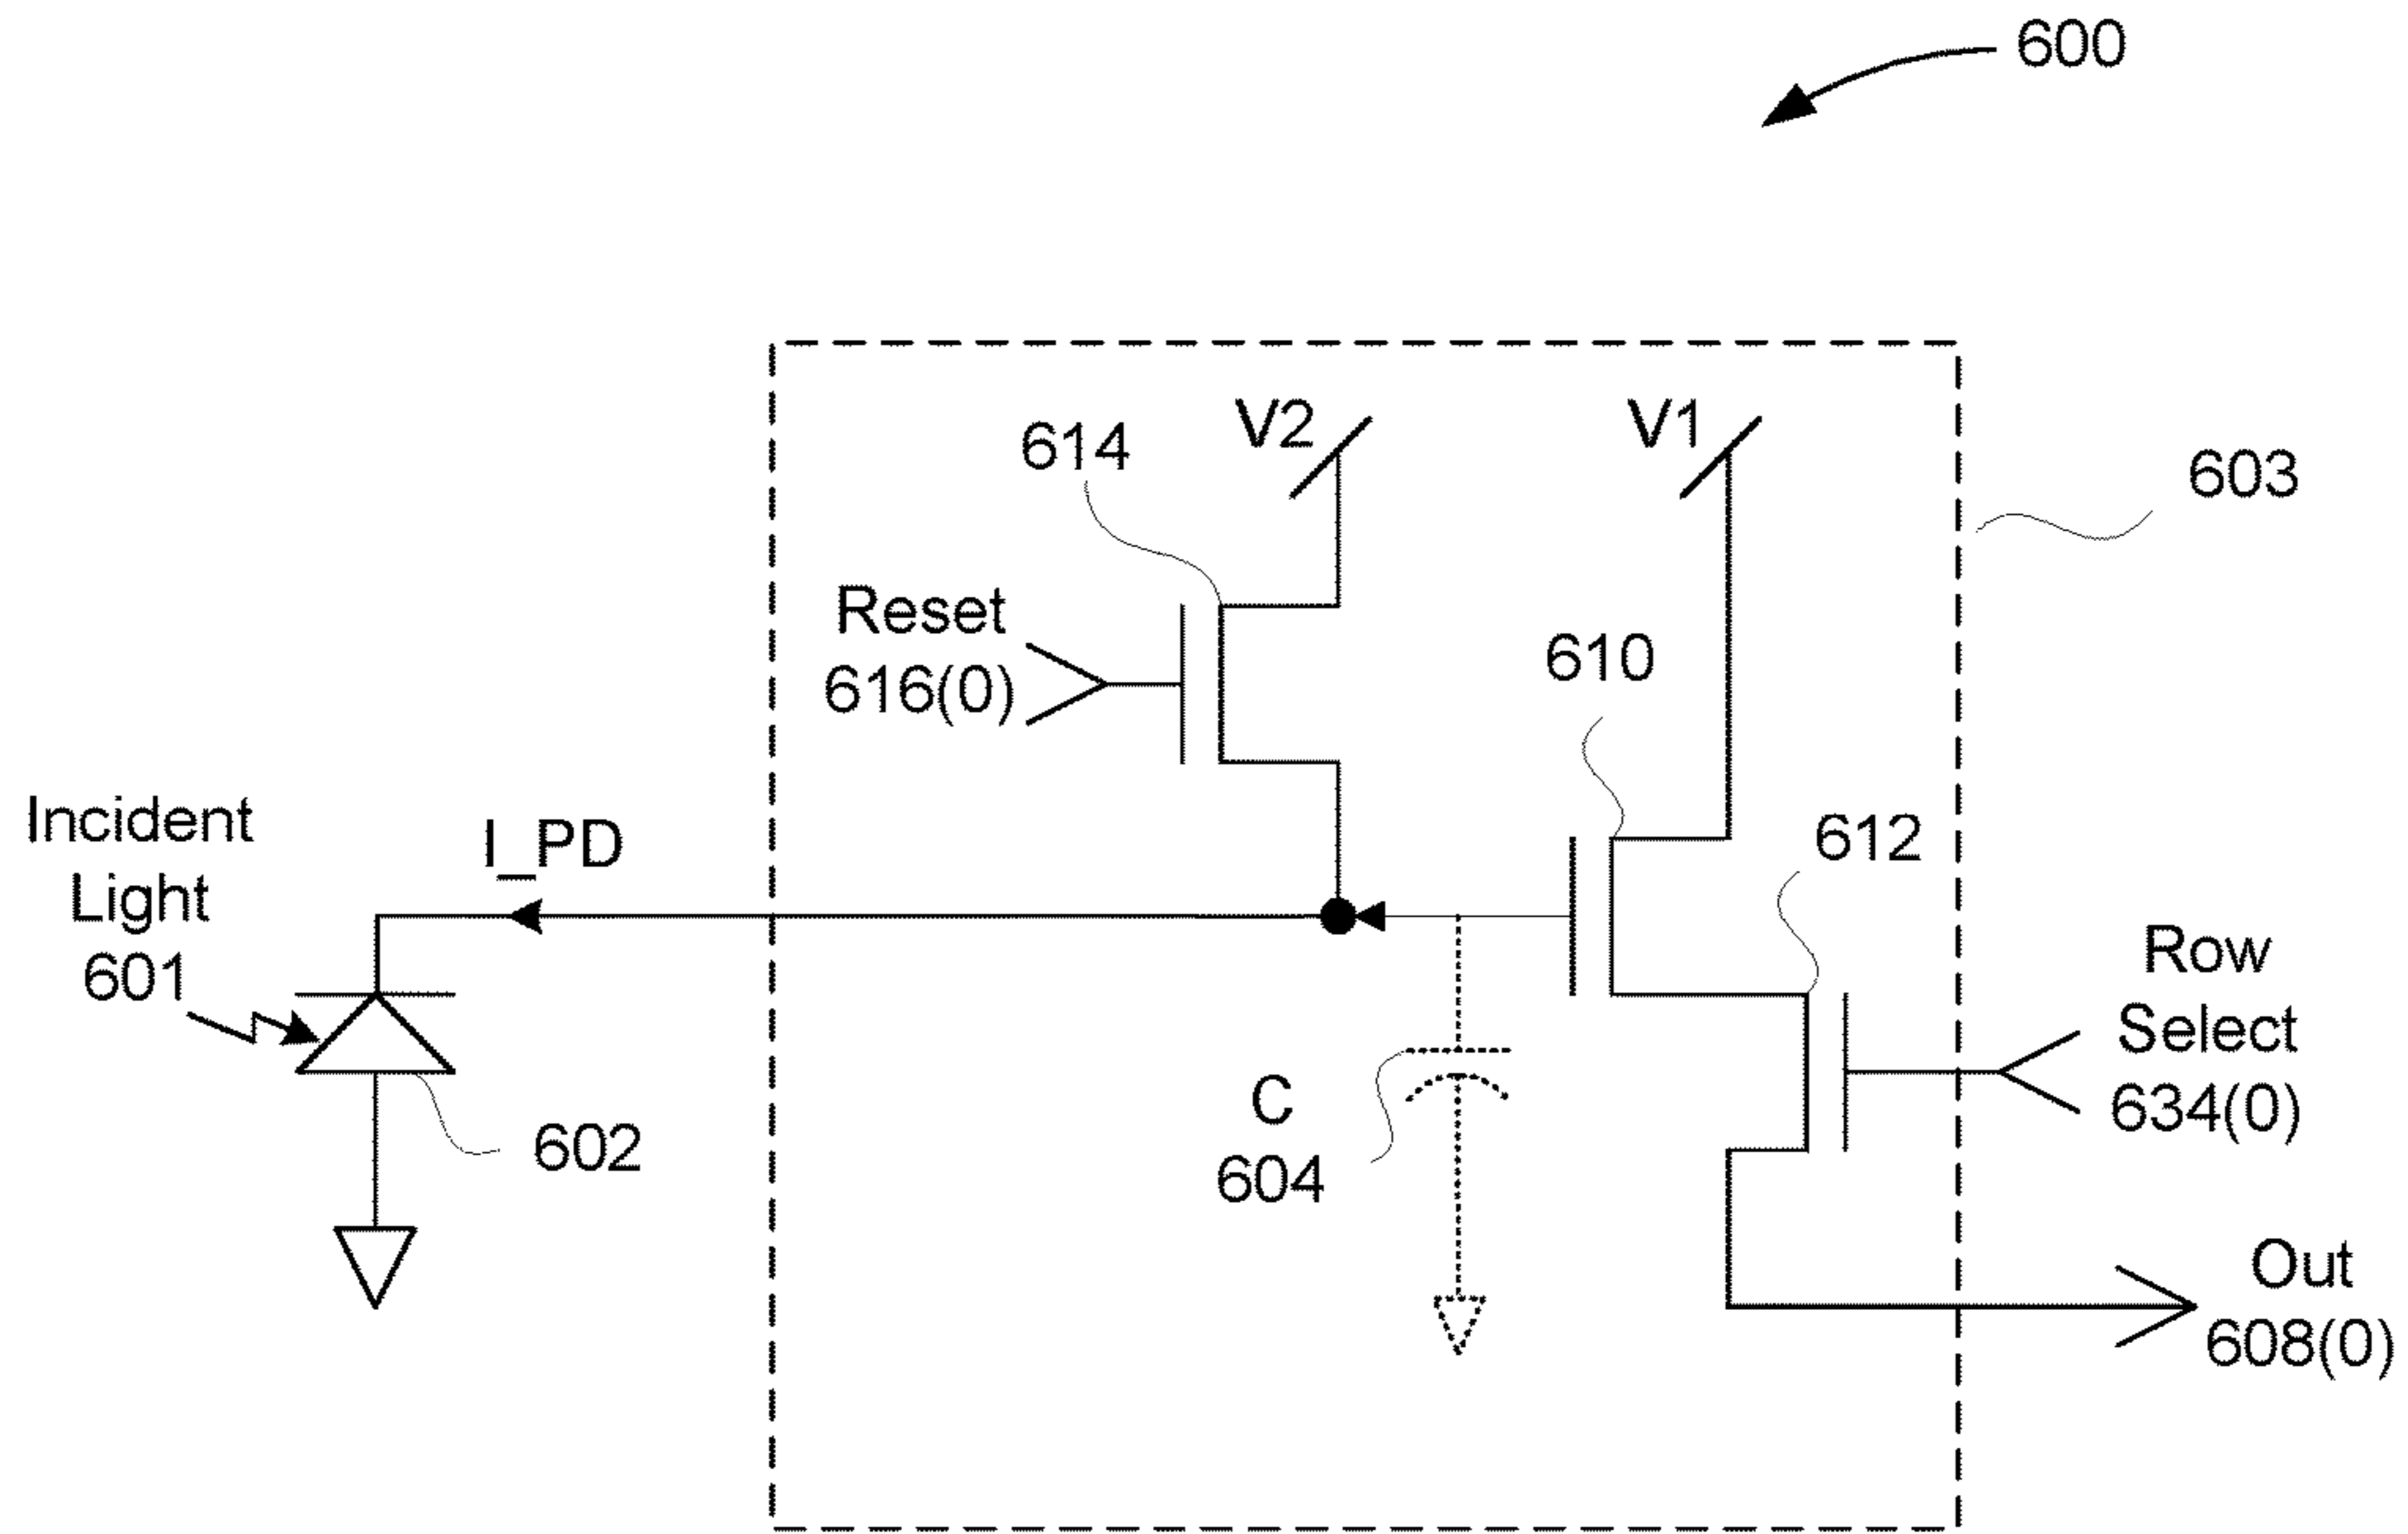 600
V2
V1
614
603
Reset
616(0)
610
Incident
Light
601
I_PD
612
Row
Select
634(0)
C
604
602
Out
608(0)